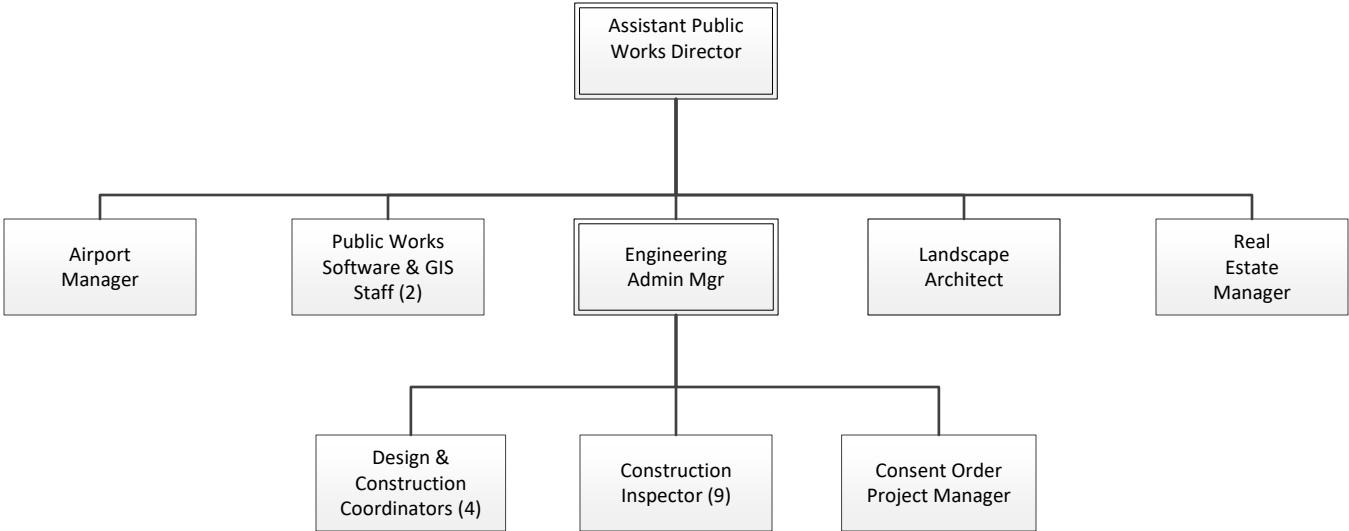 Assistant Public
Works Director
Airport
Manager
Public Works
Software & GIS
Staff (2)
Engineering
Admin Mgr
Landscape
Architect
Real
Estate
Manager
Design &
Construction
Coordinators (4)
Construction
Inspector (9)
Consent Order
Project Manager